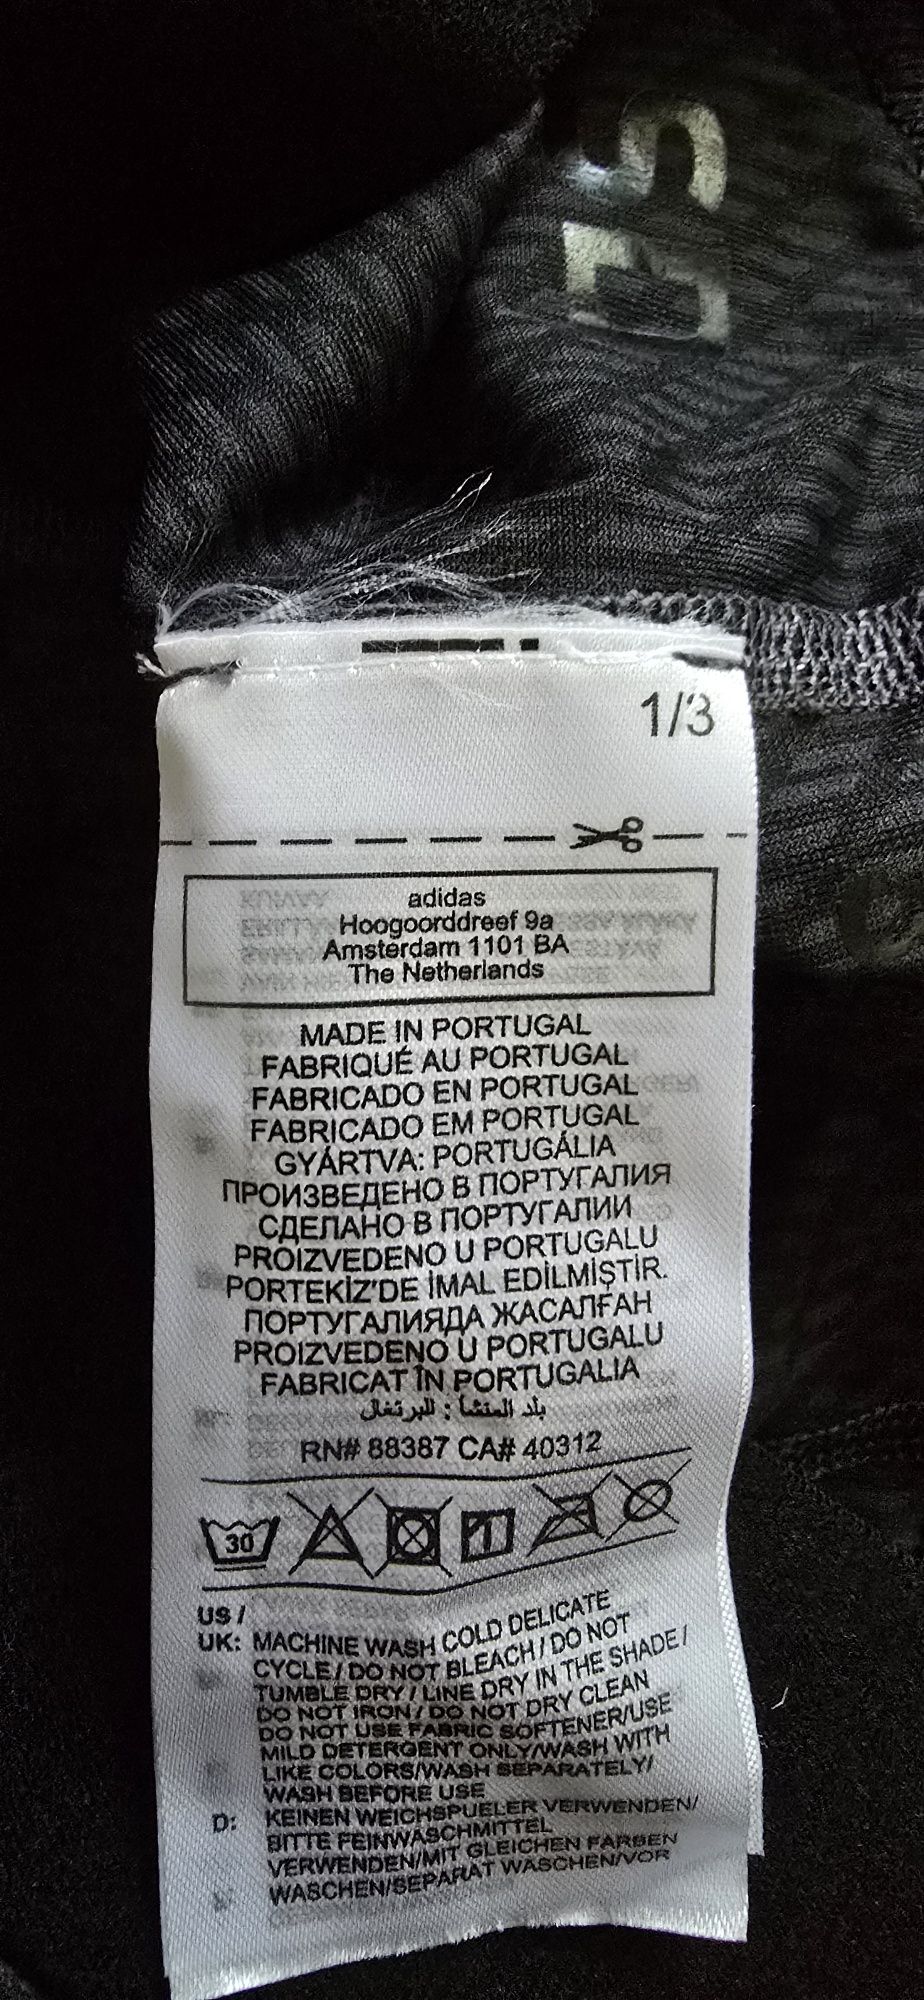 1/3
adidas
Hoogoorddreef 9a
Amsterdam 1101 BA
The Netherlands
MADE IN PORTUGAL
FABRIQUÉ AU PORTUGAL
FABRICADO EN PORTUGAL
FABRICADO EM PORTUGAL
GYÁRTVA: PORTUGÁLIA
ПРОИЗВЕДЕНО В ПОРТУГАЛИЯ
СДЕЛАНО В ПОРТУГАЛИИ
PROIZVEDENO U PORTUGALU
PORTEKİZ'DE İMAL EDİLMİŞTİR.
ПОРТУГАЛИЯДА ЖАСАЛҒАН
PROIZVEDENO U PORTUGALU
FABRICAT ÎN PORTUGALIA
بلد المنشأ : للبرتغال
RN# 88387 CA# 40312
30
US /
UK: MACHINE WASH COLD DELICATE
CYCLE / DO NOT BLEACH / DO NOT
TUMBLE DRY / LINE DRY IN THE SHADE /
DO NOT IRON / DO NOT DRY CLEAN
DO NOT USE FABRIC SOFTENER/USE
MILD DETERGENT ONLY/WASH WITH
LIKE COLORS/WASH SEPARATELY/
WASH BEFORE USE
D: KEINEN WEICHSPUELER VERWENDEN/
BITTE FEINWASCHMITTEL
VERWENDEN/MIT GLEICHEN FARBEN
WASCHEN/SEPARAT WASCHEN/VOR